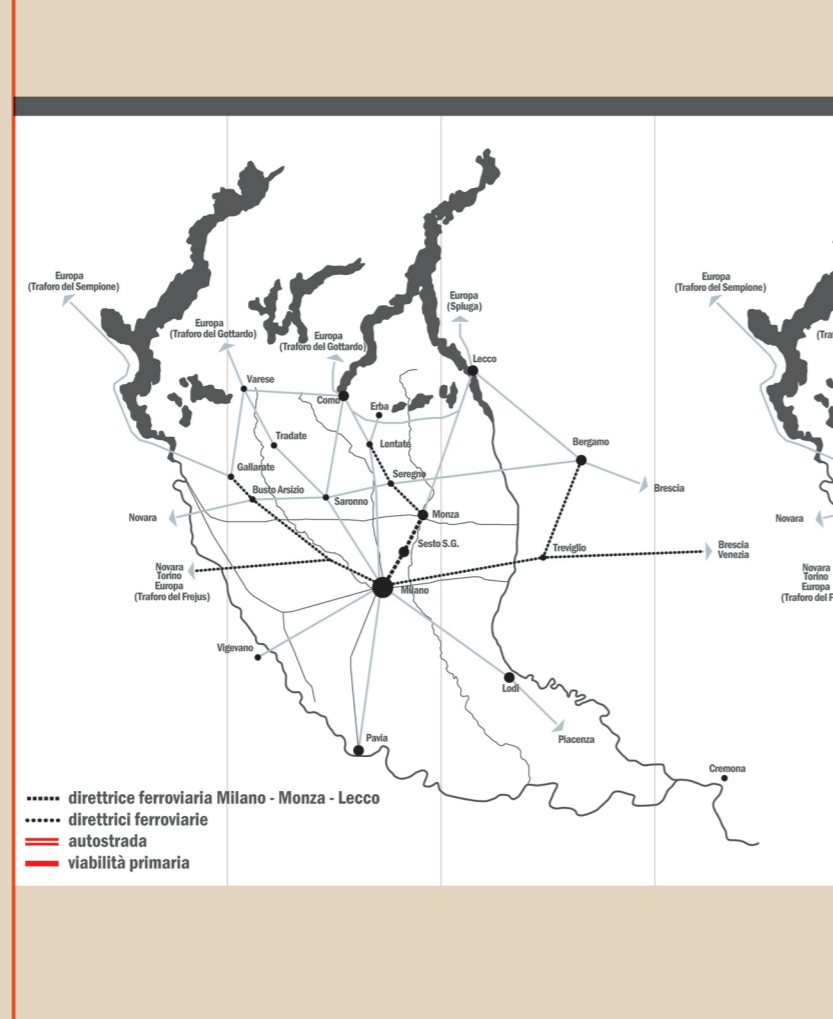 Europa
(Traforo del Sempione)
Europa
(Traforo del Gottardo)
Europa
(Traforo del Gottardo)
Europa
(Spluga)
Lecco
Varese
Como
Erba
Tradate
Lentate
Bergamo
Gallarate
Seregno
Busto Arsizio
Saronno
Brescia
Novara
Monza
Sesto S.G.
Treviglio
Brescia
Venezia
Novara
Torino
Europa
(Traforo del Frejus)
Milano
Vigevano
Lodi
Pavia
Piacenza
Cremona
Europa
(Traforo del Sempione)
(Tra
Novara
Novara
Torino
Europa
(Traforo del F
direttrice ferroviaria Milano - Monza - Lecco
direttrici ferroviarie
autostrada
viabilità primaria